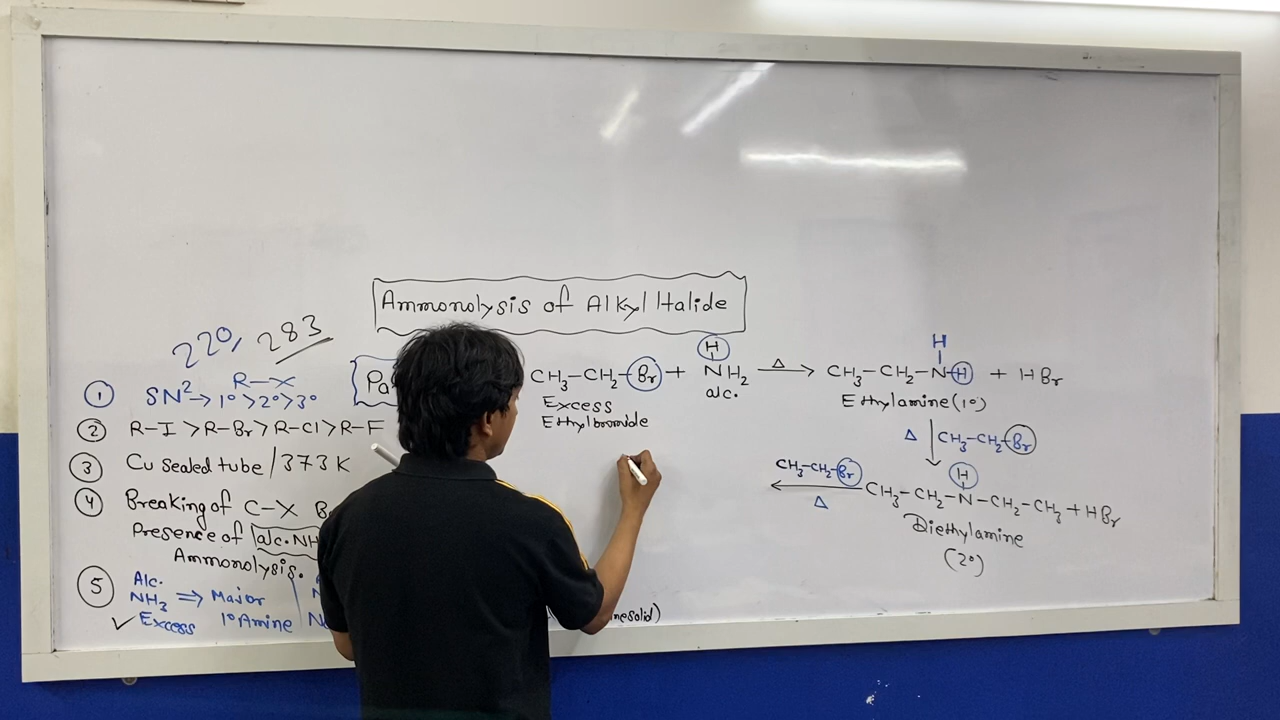 Ammonolysis of Alkyl Halide
220, 283
① SN² → 1° > 2° > 3°
R-X
② R-I > R-Br > R-Cl > R-F
③ Cu sealed tube / 373 K
④ Breaking of C-X
Presence of alc. NH
Ammonolysis.
⑤ Alc.
NH₃ ⇒ Major
✓ Excess 1° Amine
CH₃-CH₂-Br + NH₂ —Δ→ CH₃-CH₂-N-H + HBr
H
H
alc.
Excess
Ethylbromide
Ethylamine (1°)
Δ ↓ CH₃-CH₂-Br
CH₃-CH₂-Br
← Δ
H
CH₃-CH₂-N-CH₂-CH₃ + HBr
Diethylamine
(2°)